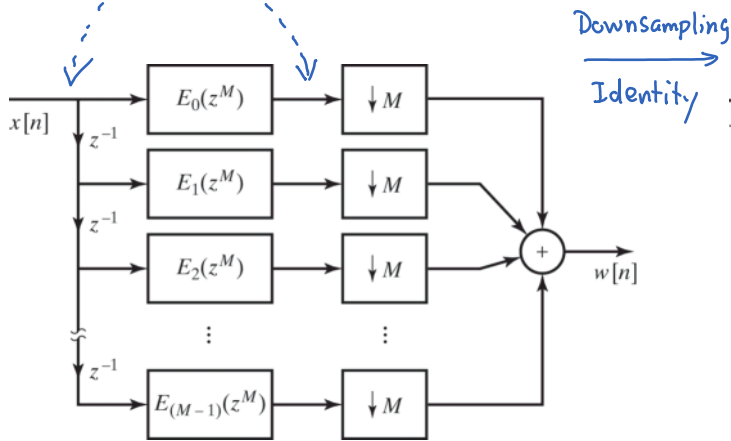 Downsampling
Identity
x[n]
E₀(z^M)
↓M
z⁻¹
E₁(z^M)
↓M
z⁻¹
E₂(z^M)
↓M
+
w[n]
⋮
⋮
z⁻¹
E₍M−1₎(z^M)
↓M